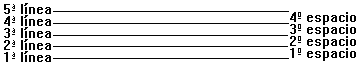 5ª línea
4ª línea
4º espacio
3ª línea
3º espacio
2ª línea
2º espacio
1ª línea
1º espacio